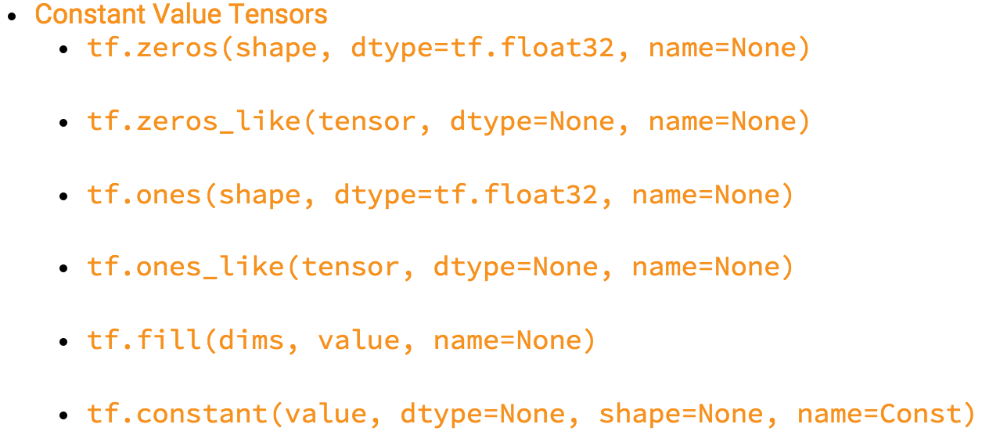 Constant Value Tensors
tf.zeros(shape, dtype=tf.float32, name=None)
tf.zeros_like(tensor, dtype=None, name=None)
tf.ones(shape, dtype=tf.float32, name=None)
tf.ones_like(tensor, dtype=None, name=None)
tf.fill(dims, value, name=None)
tf.constant(value, dtype=None, shape=None, name=Const)